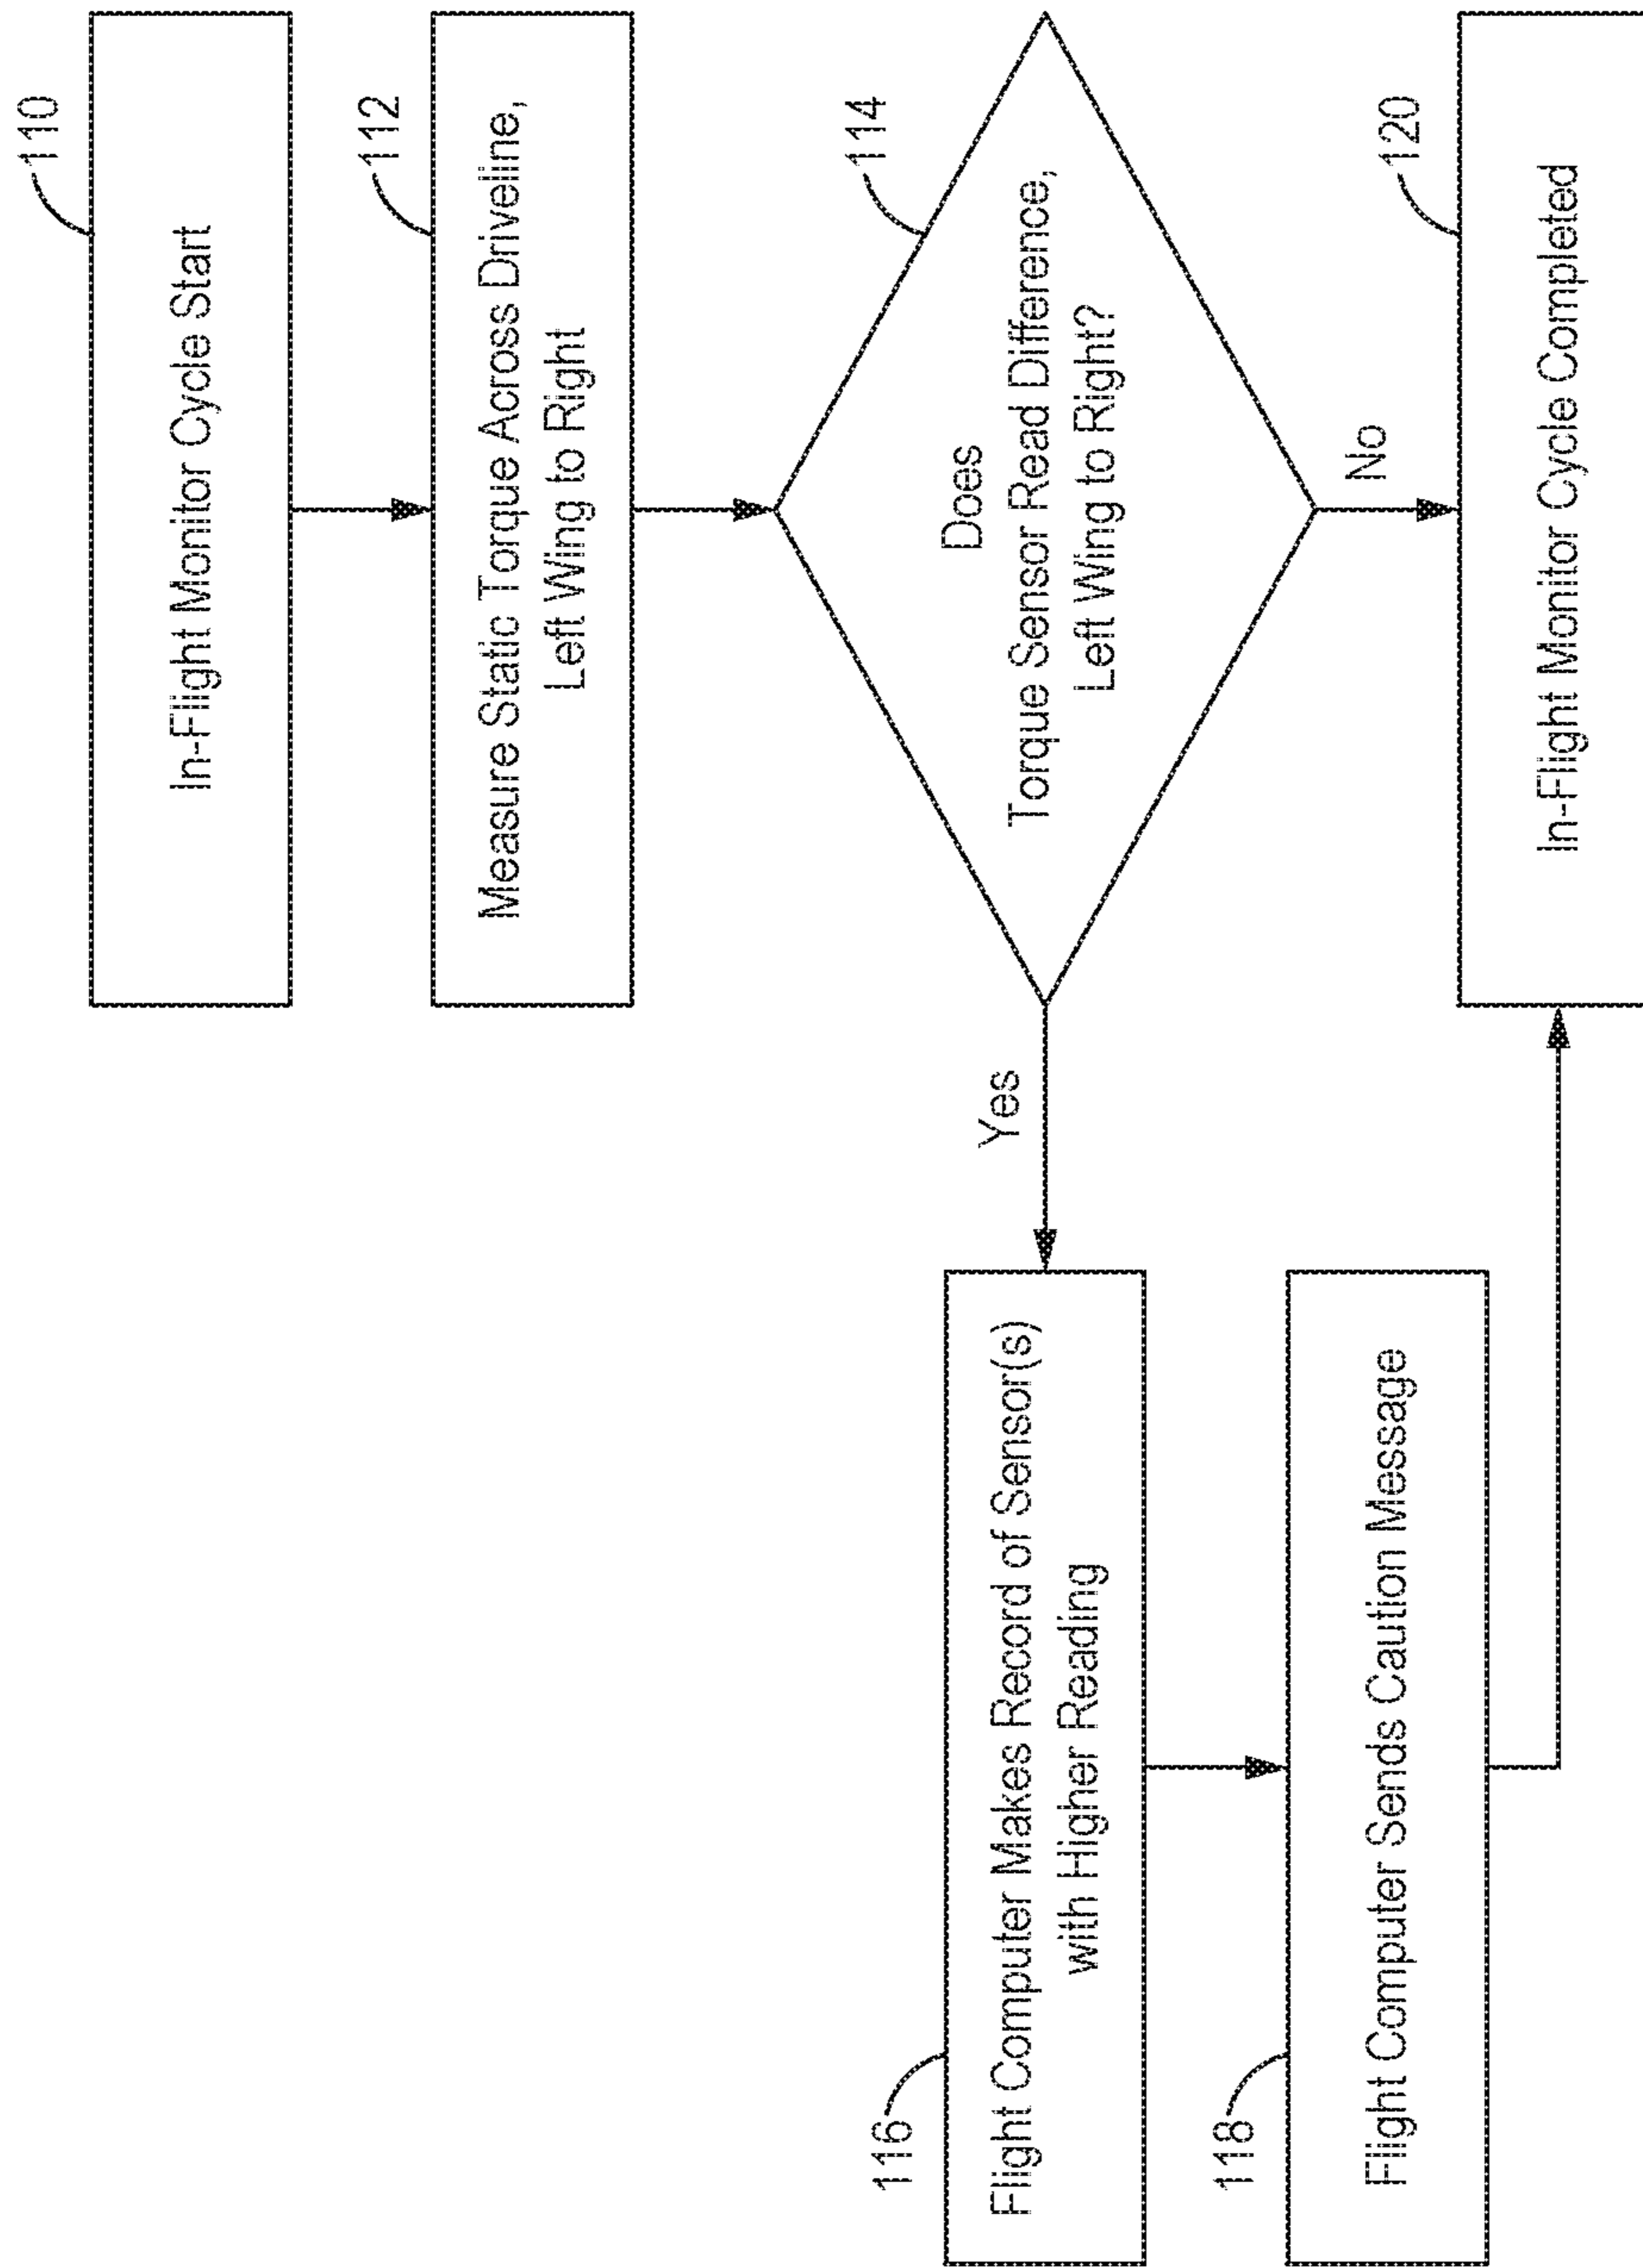 110
In-Flight Monitor Cycle Start
112
Measure Static Torque Across Driveline,
Left Wing to Right
114
Does
Torque Sensor Read Difference,
Left Wing to Right?
Yes
No
116
Flight Computer Makes Record of Sensor(s)
with Higher Reading
118
Flight Computer Sends Caution Message
120
In-Flight Monitor Cycle Completed